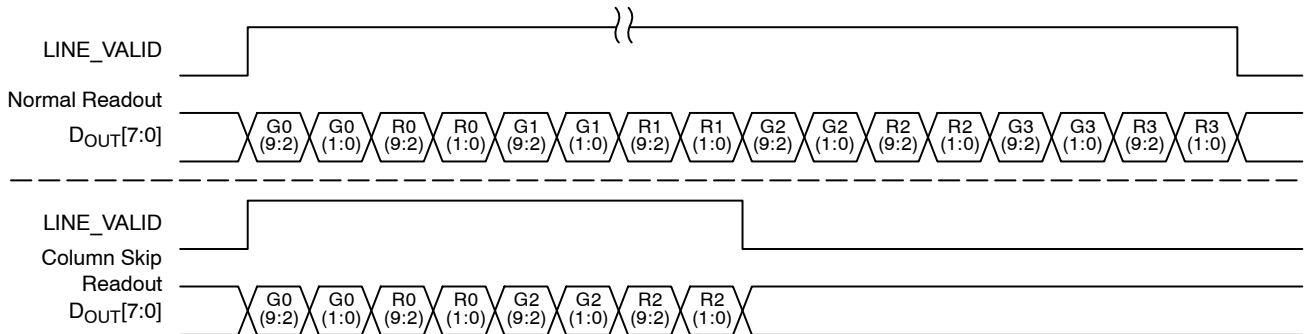 LINE_VALID
Normal Readout
DOUT[7:0]
G0 (9:2) G0 (1:0) R0 (9:2) R0 (1:0) G1 (9:2) G1 (1:0) R1 (9:2) R1 (1:0) G2 (9:2) G2 (1:0) R2 (9:2) R2 (1:0) G3 (9:2) G3 (1:0) R3 (9:2) R3 (1:0)
LINE_VALID
Column Skip
Readout
DOUT[7:0]
G0 (9:2) G0 (1:0) R0 (9:2) R0 (1:0) G2 (9:2) G2 (1:0) R2 (9:2) R2 (1:0)